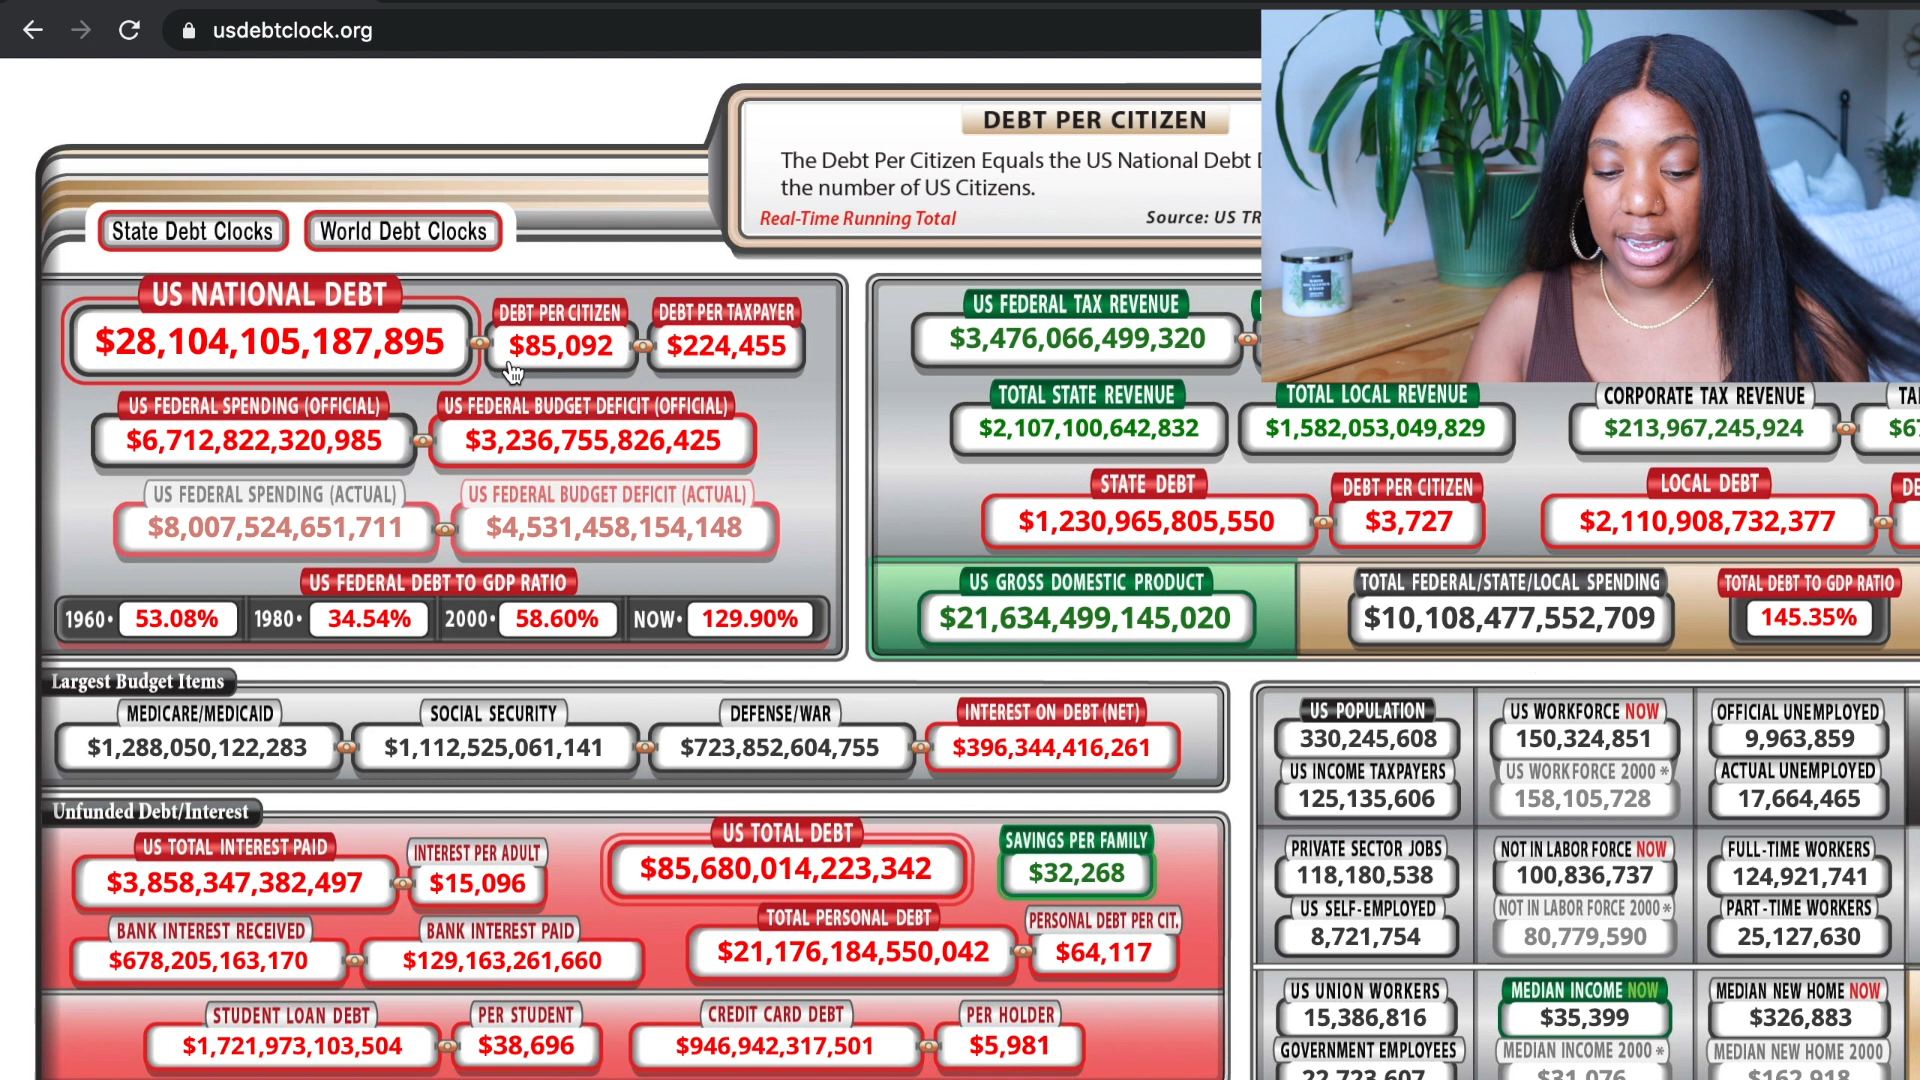 usdebtclock.org
DEBT PER CITIZEN
The Debt Per Citizen Equals the US National Debt
the number of US Citizens.
Real-Time Running Total
Source: US TR
State Debt Clocks
World Debt Clocks
US NATIONAL DEBT
$28,104,105,187,895
DEBT PER CITIZEN
$85,092
DEBT PER TAXPAYER
$224,455
US FEDERAL SPENDING (OFFICIAL)
$6,712,822,320,985
US FEDERAL BUDGET DEFICIT (OFFICIAL)
$3,236,755,826,425
US FEDERAL SPENDING (ACTUAL)
$8,007,524,651,711
US FEDERAL BUDGET DEFICIT (ACTUAL)
$4,531,458,154,148
US FEDERAL DEBT TO GDP RATIO
1960• 53.08% 1980• 34.54% 2000• 58.60% NOW• 129.90%
US FEDERAL TAX REVENUE
$3,476,066,499,320
TOTAL STATE REVENUE
$2,107,100,642,832
TOTAL LOCAL REVENUE
$1,582,053,049,829
CORPORATE TAX REVENUE
$213,967,245,924
TA
$67
STATE DEBT
$1,230,965,805,550
DEBT PER CITIZEN
$3,727
LOCAL DEBT
$2,110,908,732,377
DE
US GROSS DOMESTIC PRODUCT
$21,634,499,145,020
TOTAL FEDERAL/STATE/LOCAL SPENDING
$10,108,477,552,709
TOTAL DEBT TO GDP RATIO
145.35%
Largest Budget Items
MEDICARE/MEDICAID
$1,288,050,122,283
SOCIAL SECURITY
$1,112,525,061,141
DEFENSE/WAR
$723,852,604,755
INTEREST ON DEBT (NET)
$396,344,416,261
Unfunded Debt/Interest
US TOTAL INTEREST PAID
$3,858,347,382,497
INTEREST PER ADULT
$15,096
US TOTAL DEBT
$85,680,014,223,342
SAVINGS PER FAMILY
$32,268
BANK INTEREST RECEIVED
$678,205,163,170
BANK INTEREST PAID
$129,163,261,660
TOTAL PERSONAL DEBT
$21,176,184,550,042
PERSONAL DEBT PER CIT.
$64,117
STUDENT LOAN DEBT
$1,721,973,103,504
PER STUDENT
$38,696
CREDIT CARD DEBT
$946,942,317,501
PER HOLDER
$5,981
US POPULATION
330,245,608
US INCOME TAXPAYERS
125,135,606
US WORKFORCE NOW
150,324,851
US WORKFORCE 2000 *
158,105,728
OFFICIAL UNEMPLOYED
9,963,859
ACTUAL UNEMPLOYED
17,664,465
PRIVATE SECTOR JOBS
118,180,538
US SELF-EMPLOYED
8,721,754
NOT IN LABOR FORCE NOW
100,836,737
NOT IN LABOR FORCE 2000 *
80,779,590
FULL-TIME WORKERS
124,921,741
PART-TIME WORKERS
25,127,630
US UNION WORKERS
15,386,816
GOVERNMENT EMPLOYEES
22,723,607
MEDIAN INCOME NOW
$35,399
MEDIAN INCOME 2000 *
$31,076
MEDIAN NEW HOME NOW
$326,883
MEDIAN NEW HOME 2000
$162,918